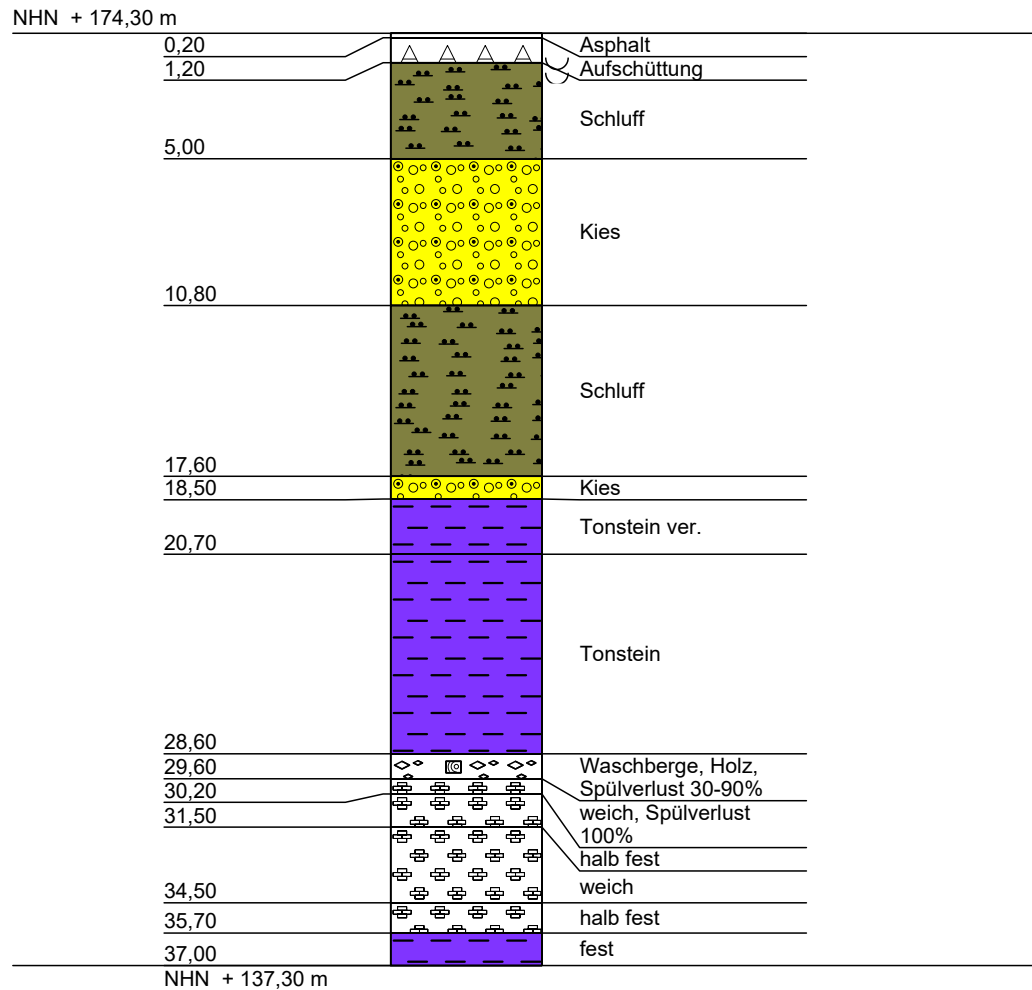 NHN + 174,30 m
0,20
Asphalt
1,20
Aufschüttung
Schluff
5,00
Kies
10,80
Schluff
17,60
18,50
Kies
Tonstein ver.
20,70
Tonstein
28,60
29,60
Waschberge, Holz,
Spülverlust 30-90%
30,20
weich, Spülverlust
100%
31,50
halb fest
weich
34,50
halb fest
35,70
fest
37,00
NHN + 137,30 m